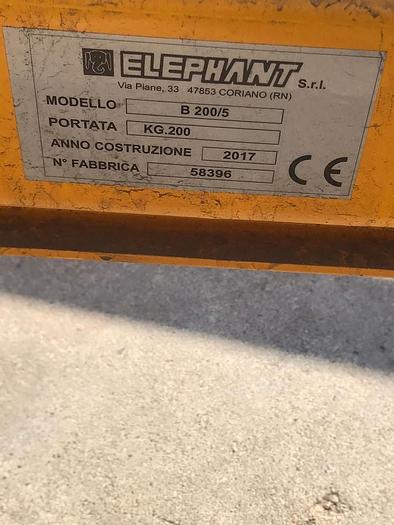 ELEPHANT S.r.l.
Via Piane, 33 47853 CORIANO (RN)
MODELLO B 200/5
PORTATA KG.200
ANNO COSTRUZIONE 2017
N° FABBRICA 58396
CE